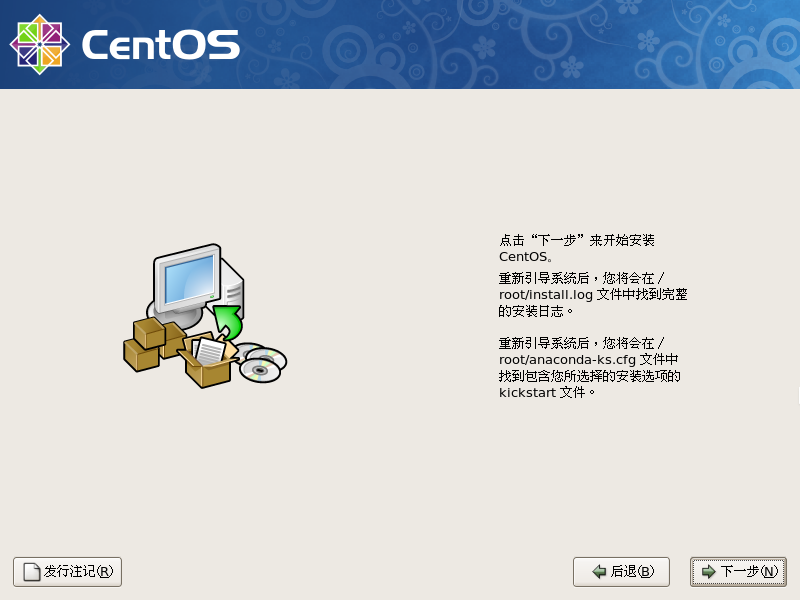 CentOS
点击“下一步”来开始安装
CentOS。
重新引导系统后，您将会在 /
root/install.log 文件中找到完整
的安装日志。
重新引导系统后，您将会在 /
root/anaconda-ks.cfg 文件中
找到包含您所选择的安装选项的
kickstart 文件。
发行注记(R)
后退(B)
下一步(N)